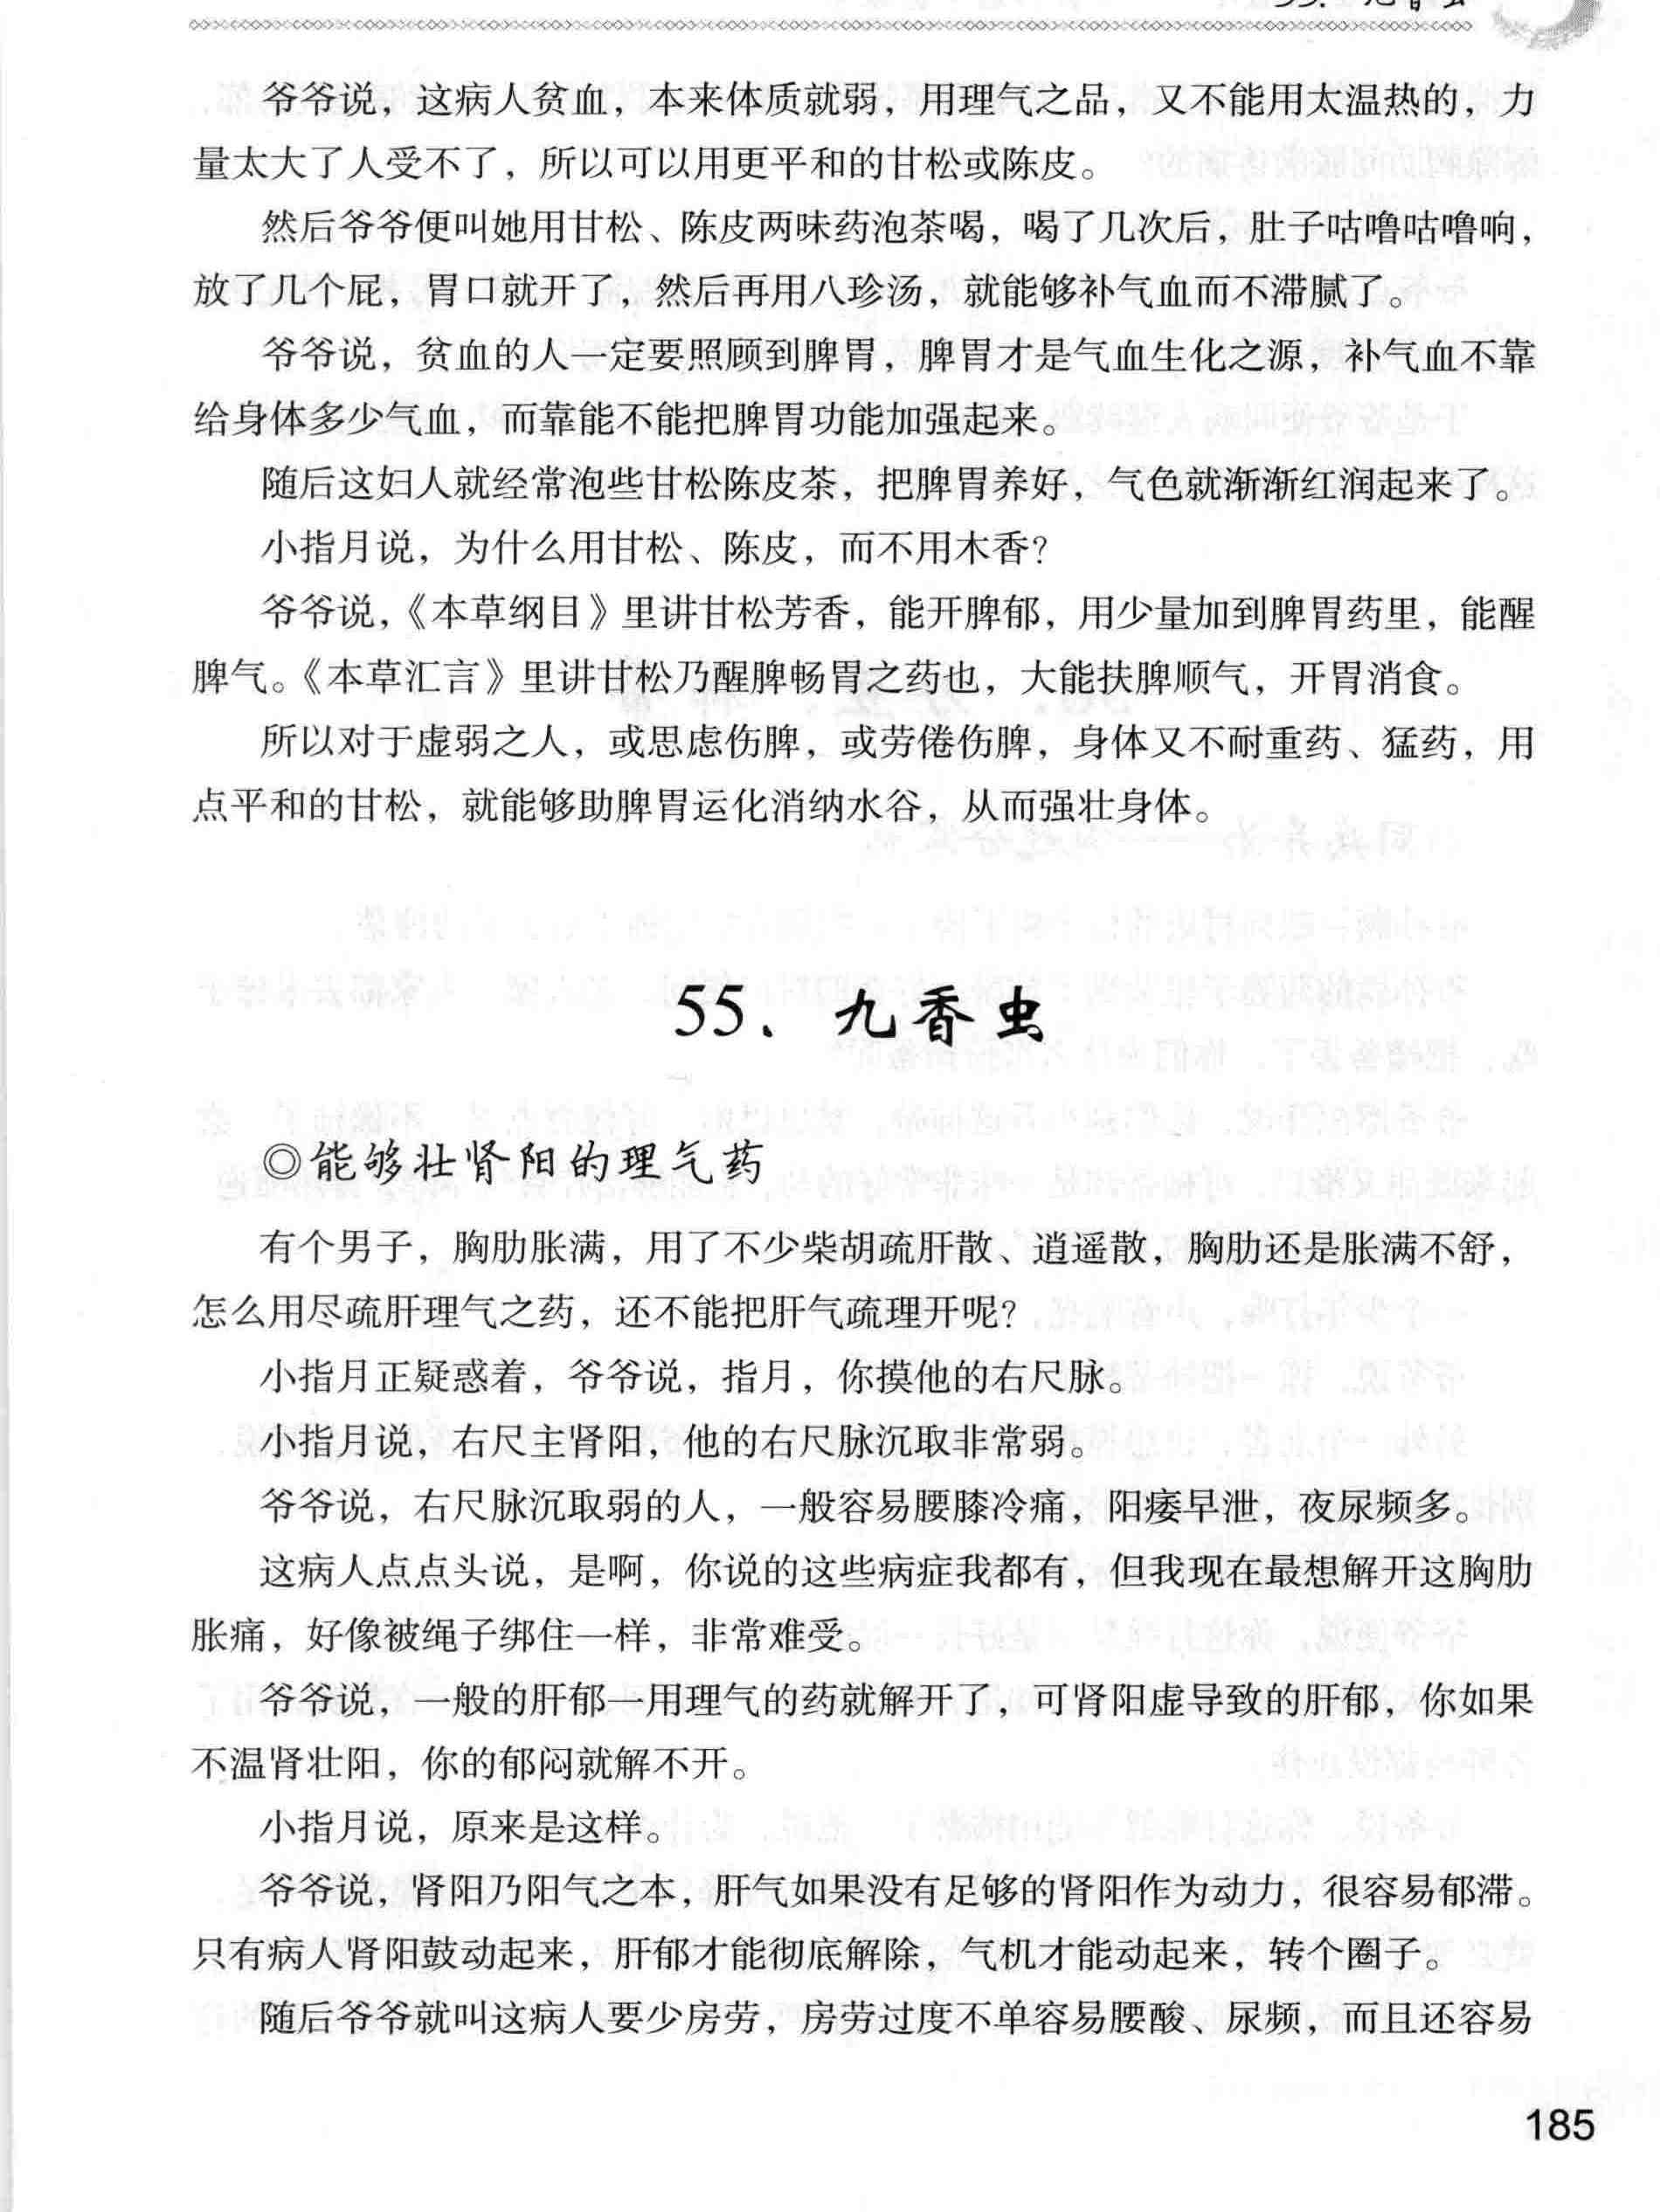 55、九香虫
爷爷说，这病人贫血，本来体质就弱，用理气之品，又不能用太温热的，力
量太大了人受不了，所以可以用更平和的甘松或陈皮。
然后爷爷便叫她用甘松、陈皮两味药泡茶喝，喝了几次后，肚子咕噜咕噜响，
放了几个屁，胃口就开了，然后再用八珍汤，就能够补气血而不滞腻了。
爷爷说，贫血的人一定要照顾到脾胃，脾胃才是气血生化之源，补气血不靠
给身体多少气血，而靠能不能把脾胃功能加强起来。
随后这妇人就经常泡些甘松陈皮茶，把脾胃养好，气色就渐渐红润起来了。
小指月说，为什么用甘松、陈皮，而不用木香？
爷爷说，《本草纲目》里讲甘松芳香，能开脾郁，用少量加到脾胃药里，能醒
脾气。《本草汇言》里讲甘松乃醒脾畅胃之药也，大能扶脾顺气，开胃消食。
所以对于虚弱之人，或思虑伤脾，或劳倦伤脾，身体又不耐重药、猛药，用
点平和的甘松，就能够助脾胃运化消纳水谷，从而强壮身体。
55、九香虫
◎能够壮肾阳的理气药
有个男子，胸肋胀满，用了不少柴胡疏肝散、逍遥散，胸肋还是胀满不舒，
怎么用尽疏肝理气之药，还不能把肝气疏理开呢？
小指月正疑惑着，爷爷说，指月，你摸他的右尺脉。
小指月说，右尺主肾阳，他的右尺脉沉取非常弱。
爷爷说，右尺脉沉取弱的人，一般容易腰膝冷痛，阳痿早泄，夜尿频多。
这病人点点头说，是啊，你说的这些病症我都有，但我现在最想解开这胸肋
胀痛，好像被绳子绑住一样，非常难受。
爷爷说，一般的肝郁一用理气的药就解开了，可肾阳虚导致的肝郁，你如果
不温肾壮阳，你的郁闷就解不开。
小指月说，原来是这样。
爷爷说，肾阳乃阳气之本，肝气如果没有足够的肾阳作为动力，很容易郁滞。
只有病人肾阳鼓动起来，肝郁才能彻底解除，气机才能动起来，转个圈子。
随后爷爷就叫这病人要少房劳，房劳过度不单容易腰酸、尿频，而且还容易
185